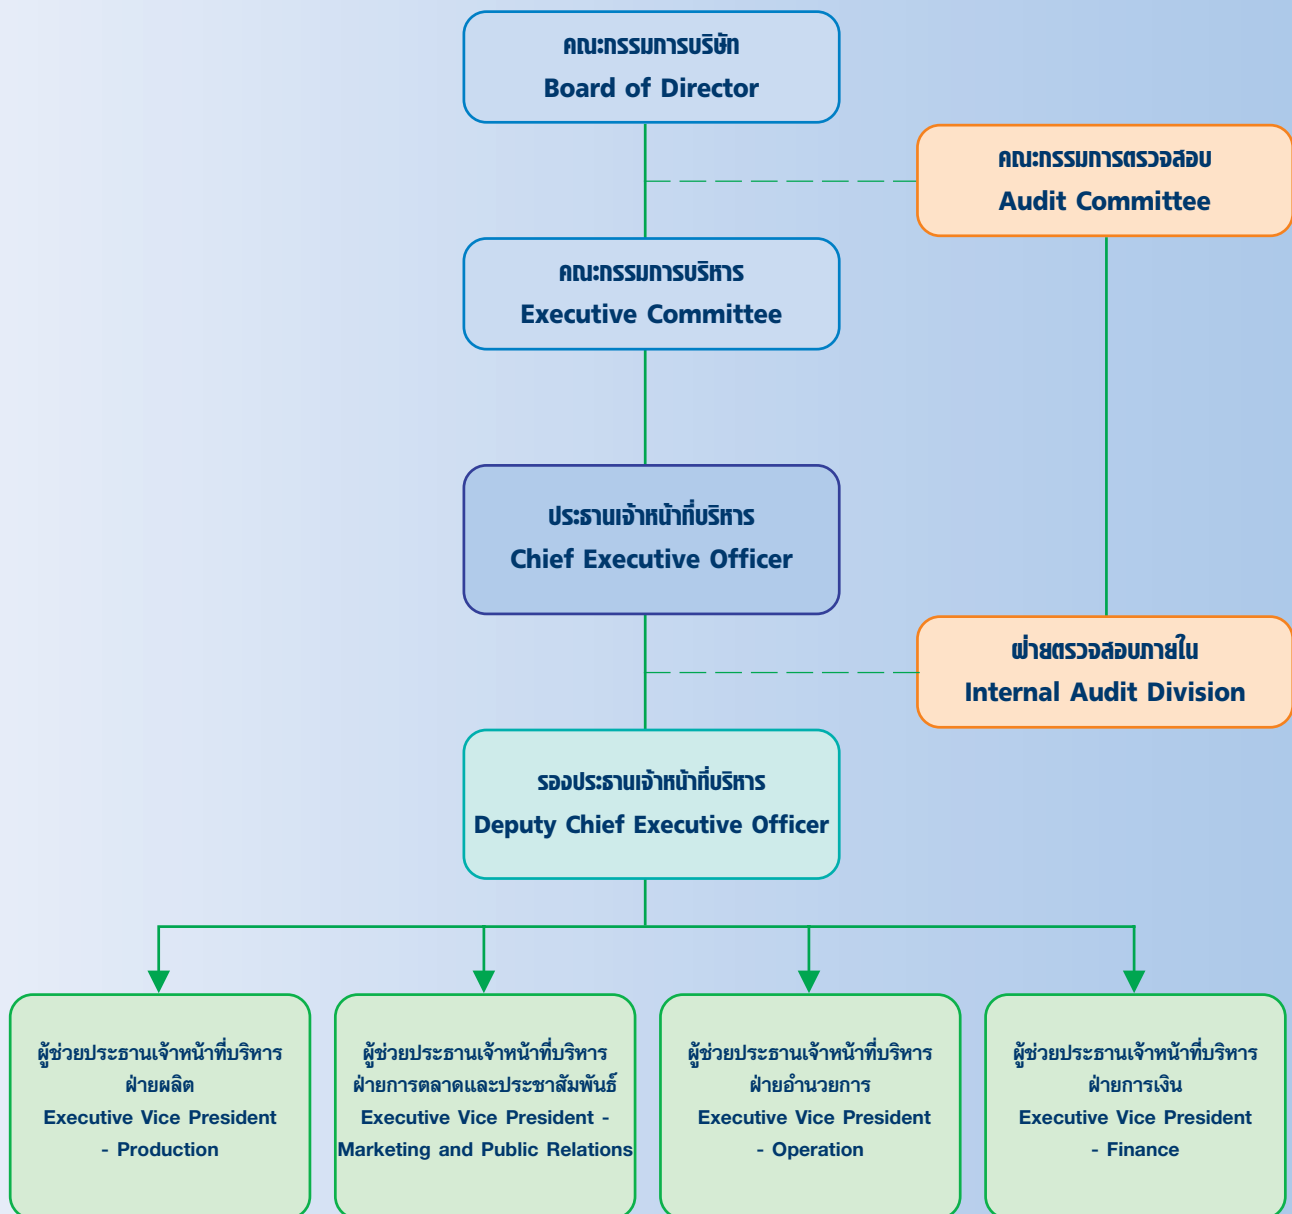 คณะกรรมการบริษัท
Board of Director
คณะกรรมการตรวจสอบ
Audit Committee
คณะกรรมการบริหาร
Executive Committee
ประธานเจ้าหน้าที่บริหาร
Chief Executive Officer
ฝ่ายตรวจสอบภายใน
Internal Audit Division
รองประธานเจ้าหน้าที่บริหาร
Deputy Chief Executive Officer
ผู้ช่วยประธานเจ้าหน้าที่บริหาร
ฝ่ายผลิต
Executive Vice President
- Production
ผู้ช่วยประธานเจ้าหน้าที่บริหาร
ฝ่ายการตลาดและประชาสัมพันธ์
Executive Vice President -
Marketing and Public Relations
ผู้ช่วยประธานเจ้าหน้าที่บริหาร
ฝ่ายอำนวยการ
Executive Vice President
- Operation
ผู้ช่วยประธานเจ้าหน้าที่บริหาร
ฝ่ายการเงิน
Executive Vice President
- Finance